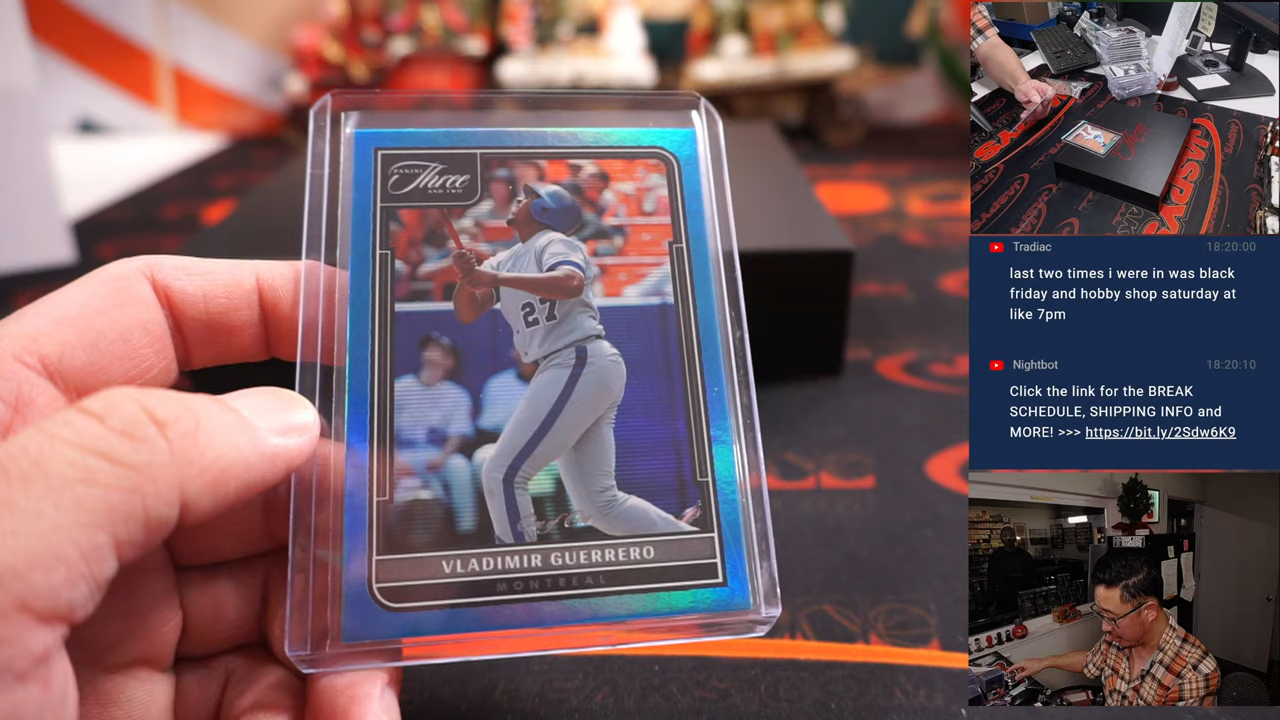 PANINI
Three
AND TWO
27
VLADIMIR GUERRERO
MONTREAL
Three
JASPYS
Tradiac
18:20:00
last two times i were in was black
friday and hobby shop saturday at
like 7pm
Nightbot
18:20:10
Click the link for the BREAK
SCHEDULE, SHIPPING INFO and
MORE! >>> https://bit.ly/2Sdw6K9